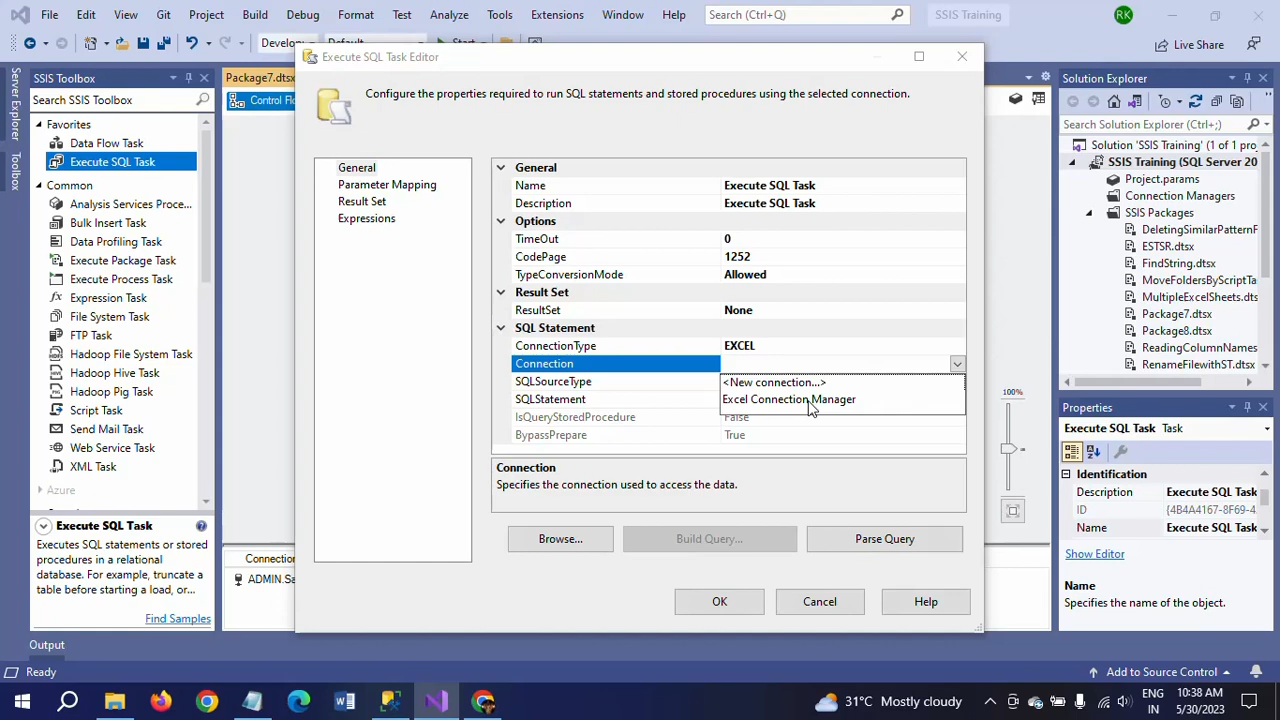 File Edit View Git Project Build Debug Format Test Analyze Tools Extensions Window Help Search (Ctrl+Q) SSIS Training RK
Live Share
Execute SQL Task Editor
Configure the properties required to run SQL statements and stored procedures using the selected connection.
Server Explorer
Toolbox
SSIS Toolbox
Search SSIS Toolbox
Favorites
Data Flow Task
Execute SQL Task
Common
Analysis Services Proce...
Bulk Insert Task
Data Profiling Task
Execute Package Task
Execute Process Task
Expression Task
File System Task
FTP Task
Hadoop File System Task
Hadoop Hive Task
Hadoop Pig Task
Script Task
Send Mail Task
Web Service Task
XML Task
Azure
Execute SQL Task
Executes SQL statements or stored
procedures in a relational
database. For example, truncate a
table before starting a load, or...
Find Samples
Package7.dtsx
Control Flo
Connection
ADMIN.Sa
General
Parameter Mapping
Result Set
Expressions
General
Name Execute SQL Task
Description Execute SQL Task
Options
TimeOut 0
CodePage 1252
TypeConversionMode Allowed
Result Set
ResultSet None
SQL Statement
ConnectionType EXCEL
Connection
SQLSourceType <New connection...>
SQLStatement Excel Connection Manager
IsQueryStoredProcedure False
BypassPrepare True
Connection
Specifies the connection used to access the data.
Browse... Build Query... Parse Query
OK Cancel Help
100%
Solution Explorer
Search Solution Explorer (Ctrl+;)
Solution 'SSIS Training' (1 of 1 proj
SSIS Training (SQL Server 20
Project.params
Connection Managers
SSIS Packages
DeletingSimilarPatternF
ESTSR.dtsx
FindString.dtsx
MoveFoldersByScriptTa
MultipleExcelSheets.dts
Package7.dtsx
Package8.dtsx
ReadingColumnNames
RenameFilewithST.dtsx
Properties
Execute SQL Task Task
Identification
Description Execute SQL Task
ID {4B4A4167-8F69-4
Name Execute SQL Task
Show Editor
Name
Specifies the name of the object.
Output
Ready
Add to Source Control
31°C Mostly cloudy
ENG
IN
10:38 AM
5/30/2023